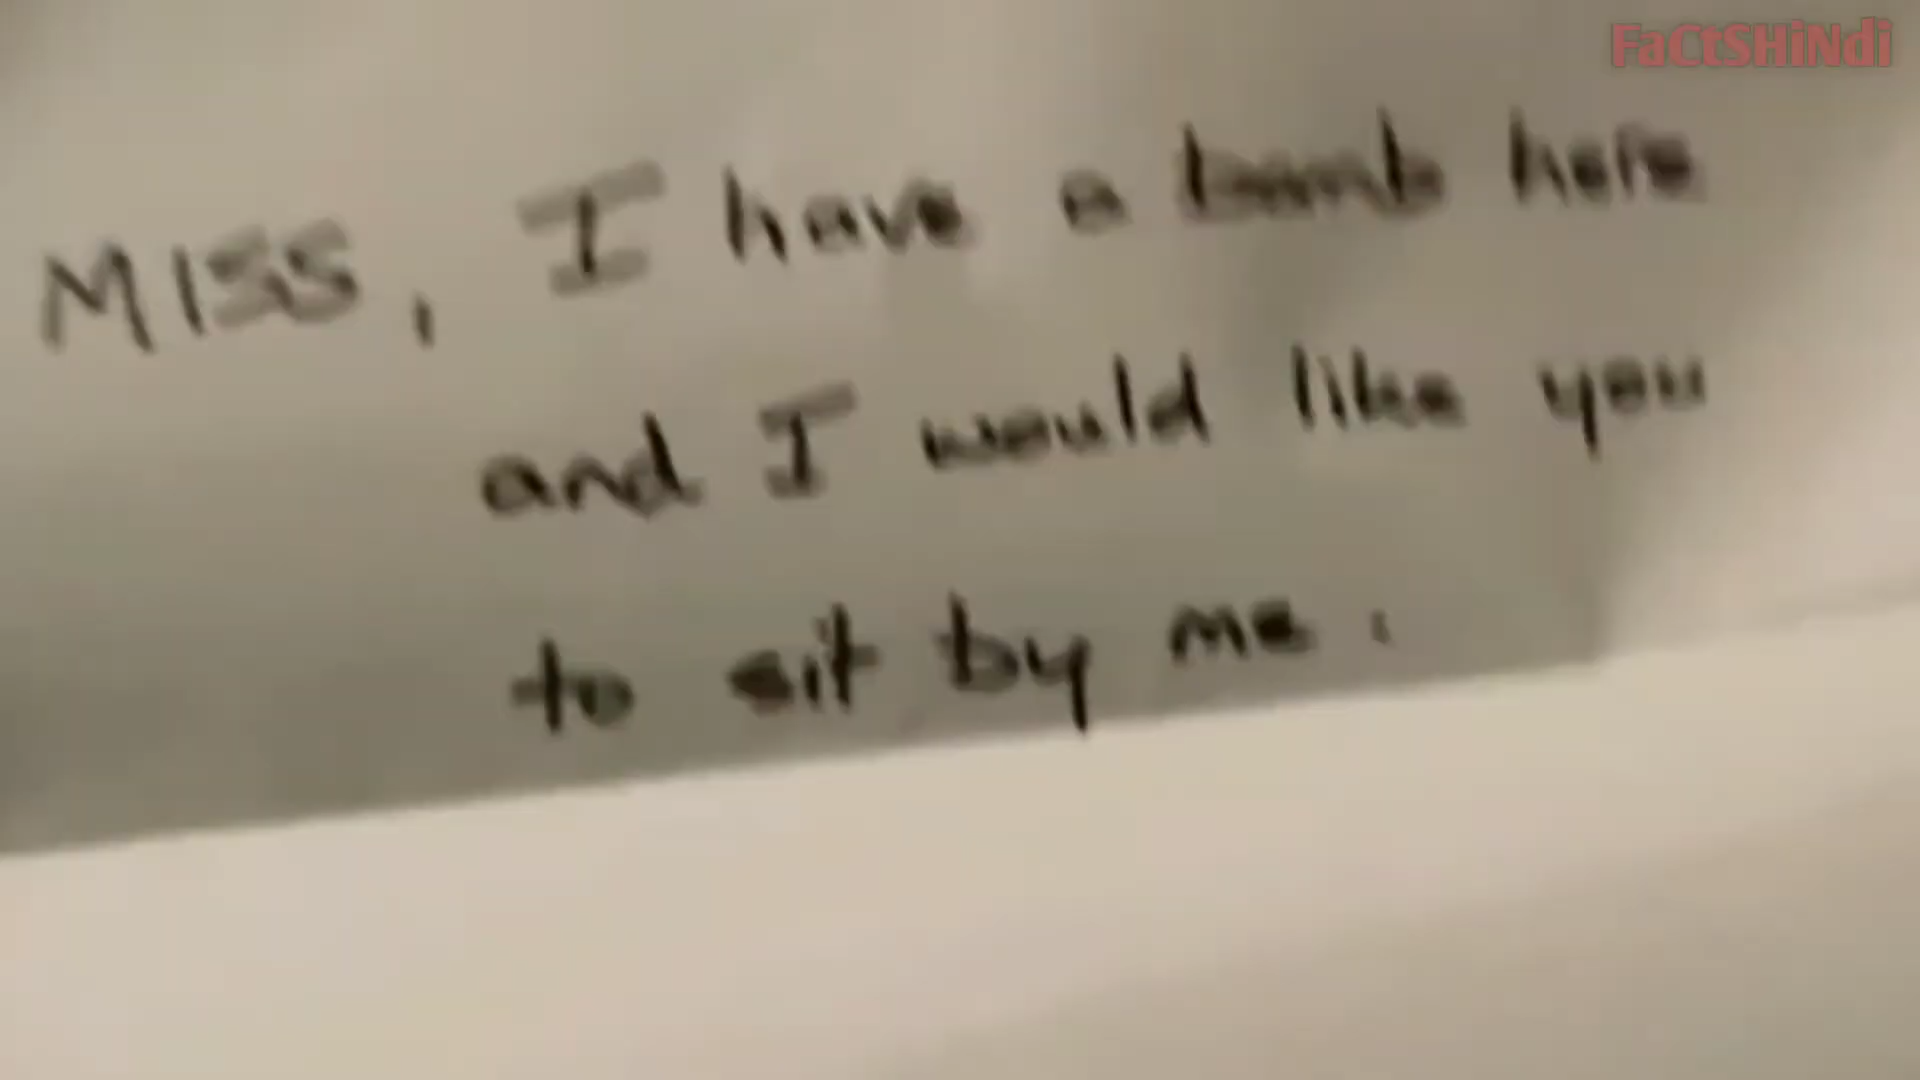 FaCtSHiNdi
MISS, I have a bomb here
and I would like you
to sit by me.